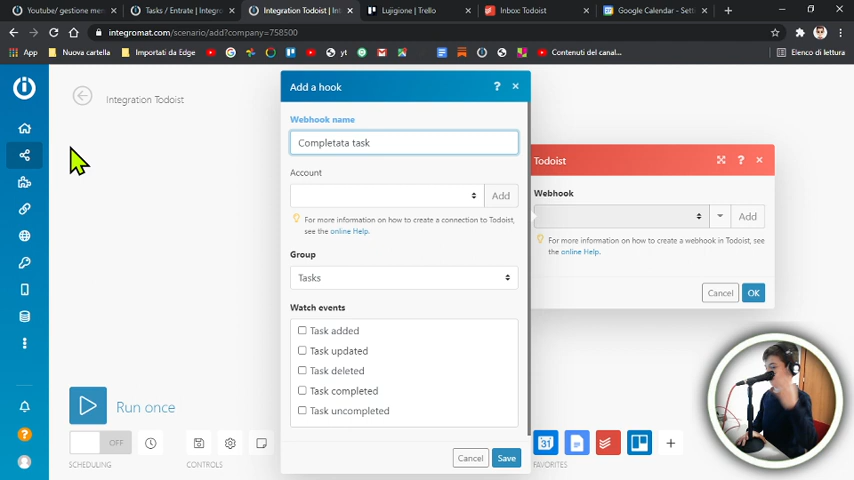 Youtube/ gestione men
Tasks / Entrate | Integro
Integration Todoist | Int
Lujigione | Trello
Inbox: Todoist
Google Calendar - Sett
integromat.com/scenario/add?company=758500
App
Nuova cartella
Importati da Edge
yt
Contenuti del canal...
Elenco di lettura
Integration Todoist
Add a hook
?
Webhook name
Completata task
Account
Add
For more information on how to create a connection to Todoist,
see the online Help.
Group
Tasks
Watch events
Task added
Task updated
Task deleted
Task completed
Task uncompleted
Cancel
Save
Todoist
?
Webhook
Add
For more information on how to create a webhook in Todoist, see
the online Help.
Cancel
OK
Run once
OFF
SCHEDULING
CONTROLS
31
FAVORITES